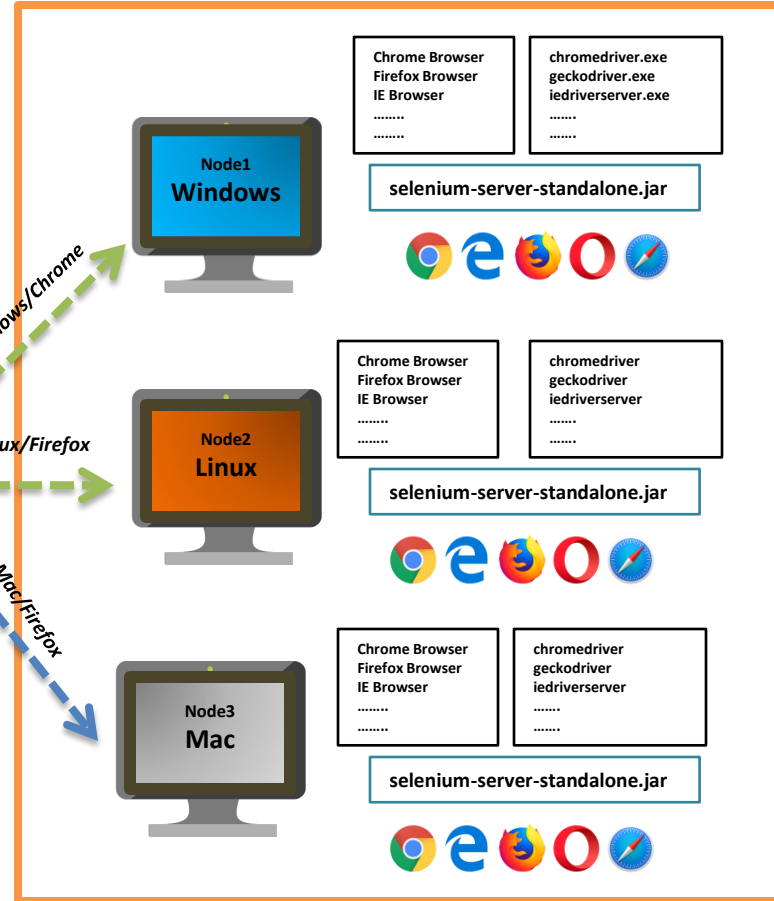 Chrome Browser
Firefox Browser
IE Browser
........
........
chromedriver.exe
geckodriver.exe
iedriverserver.exe
.......
.......
Node1
Windows
selenium-server-standalone.jar
ows/Chrome
Chrome Browser
Firefox Browser
IE Browser
........
........
chromedriver
geckodriver
iedriverserver
.......
.......
ux/Firefox
Node2
Linux
selenium-server-standalone.jar
Mac/Firefox
Chrome Browser
Firefox Browser
IE Browser
........
........
chromedriver
geckodriver
iedriverserver
.......
.......
Node3
Mac
selenium-server-standalone.jar